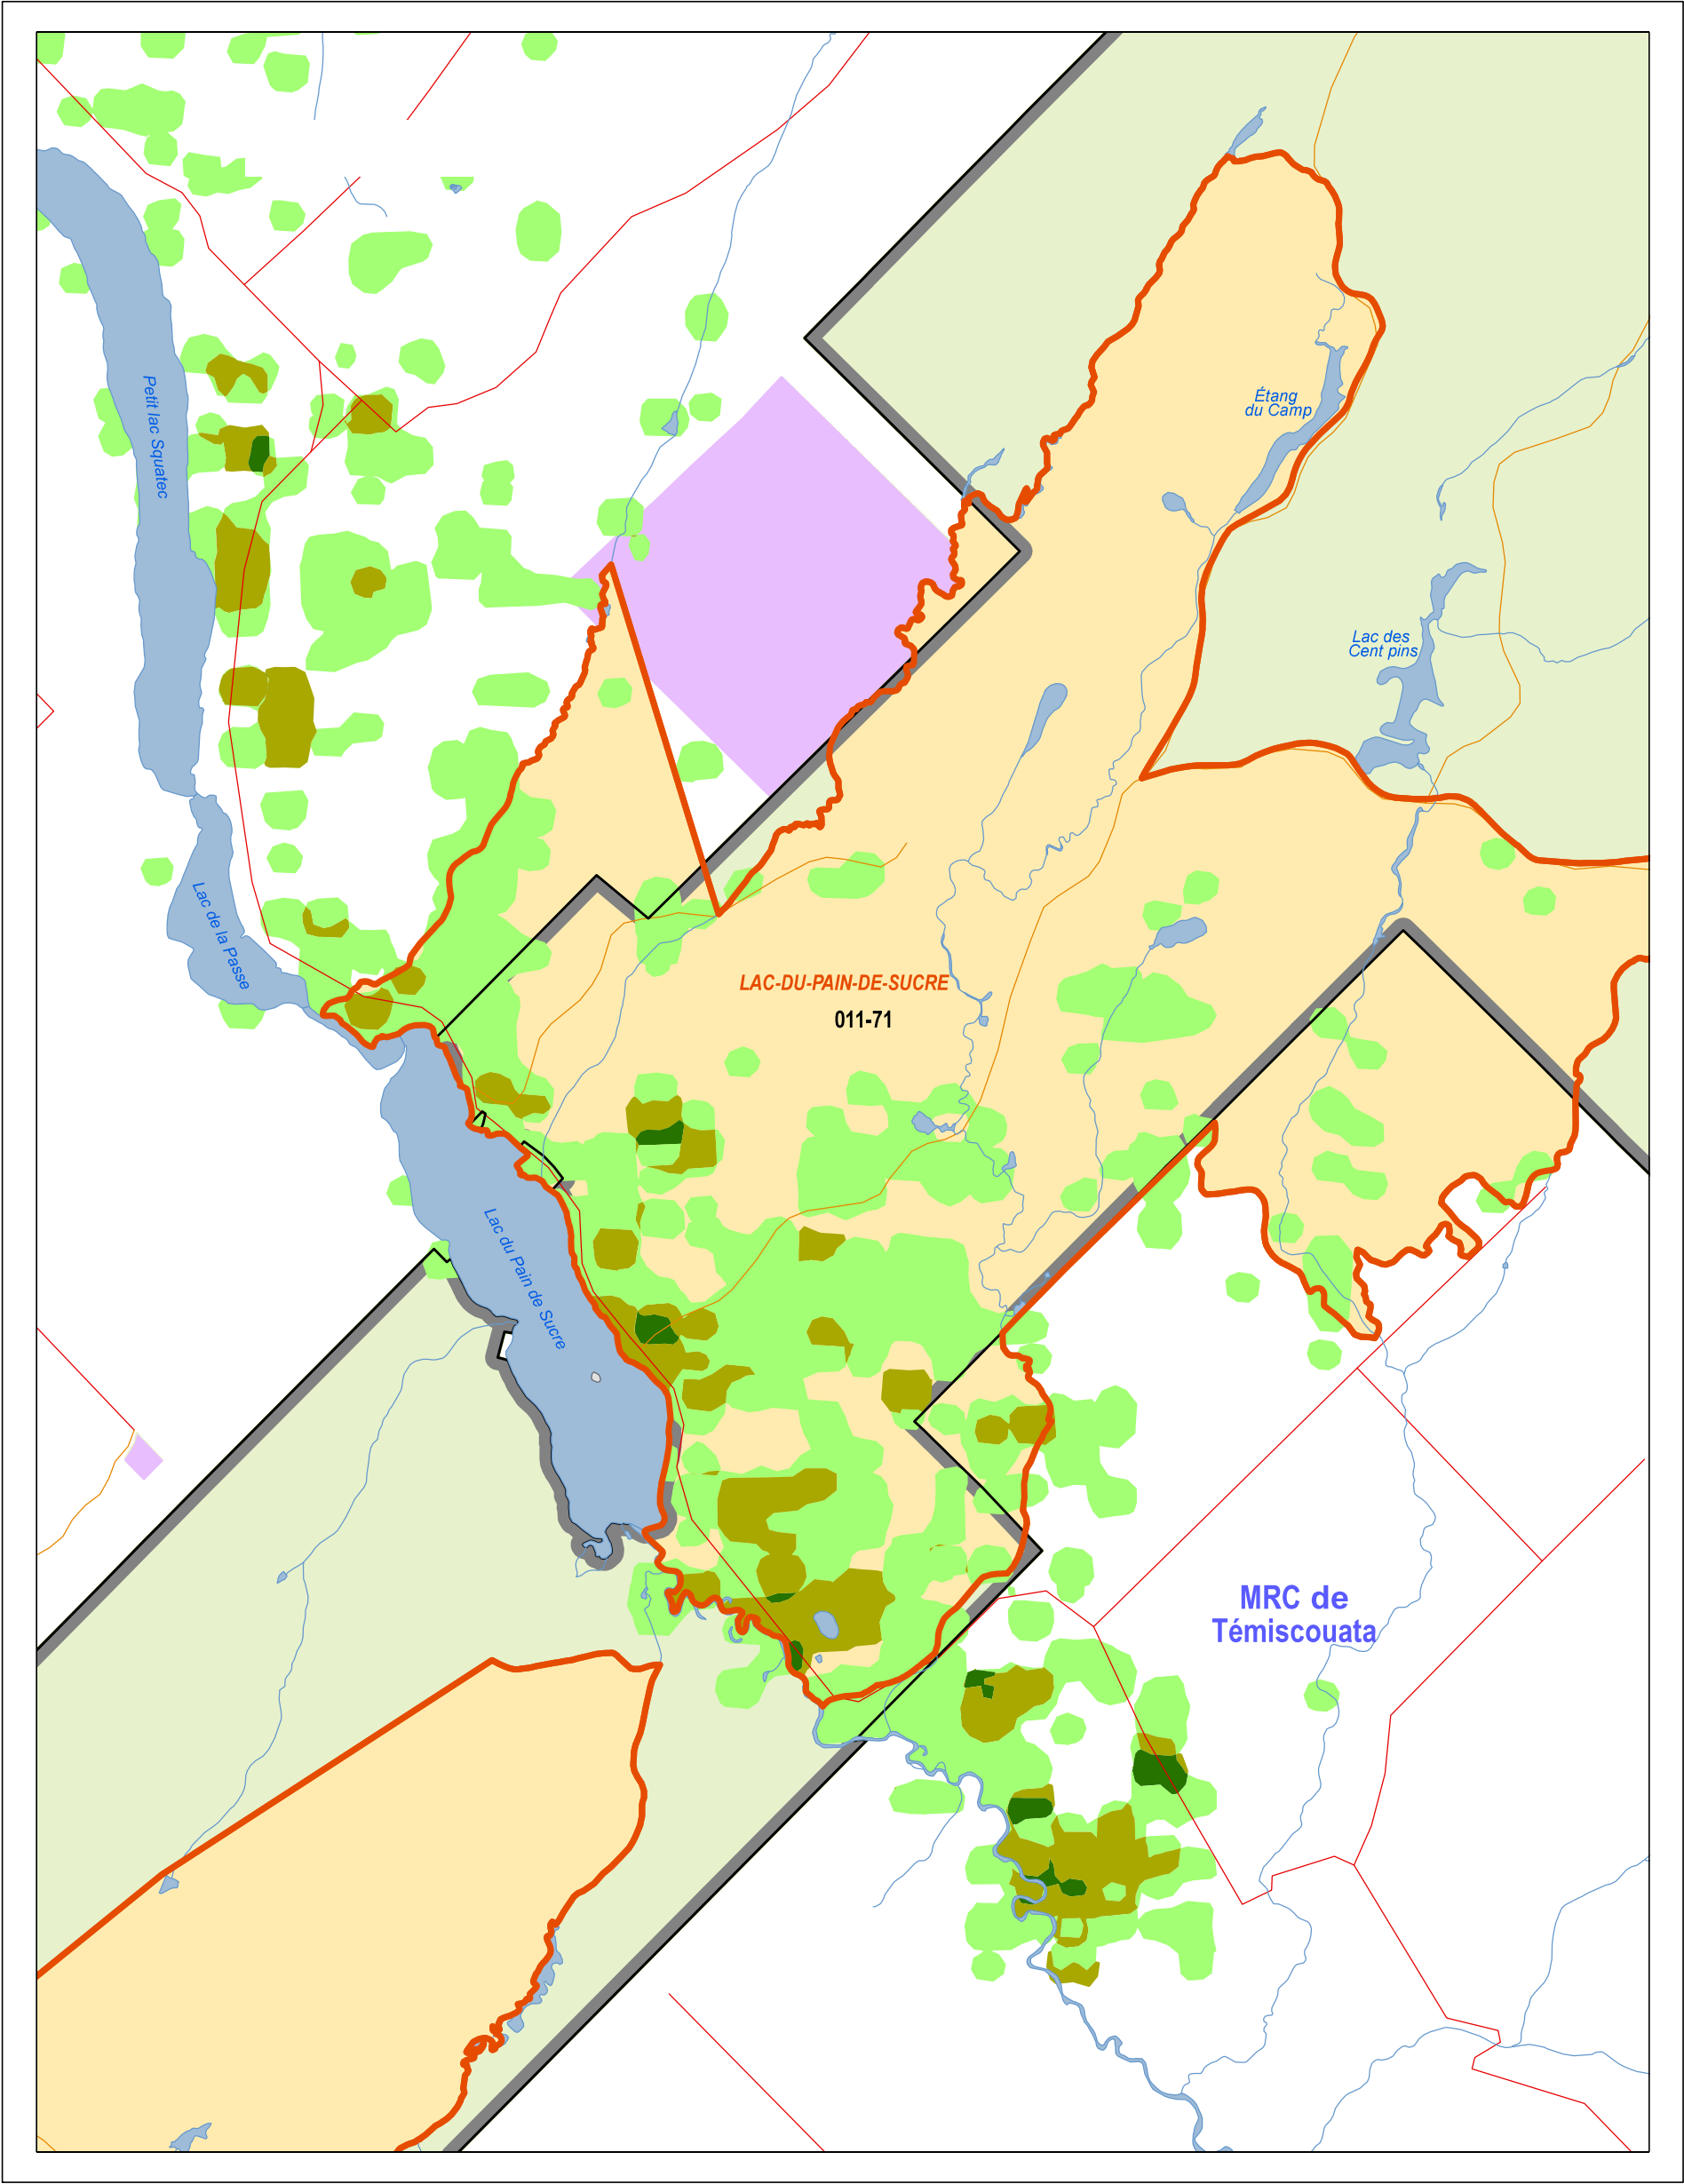 Petit lac Squatec
Étang
du Camp
Lac des
Cent pins
Lac de la Passe
LAC-DU-PAIN-DE-SUCRE
011-71
Lac du Pain de Sucre
MRC de
Témiscouata